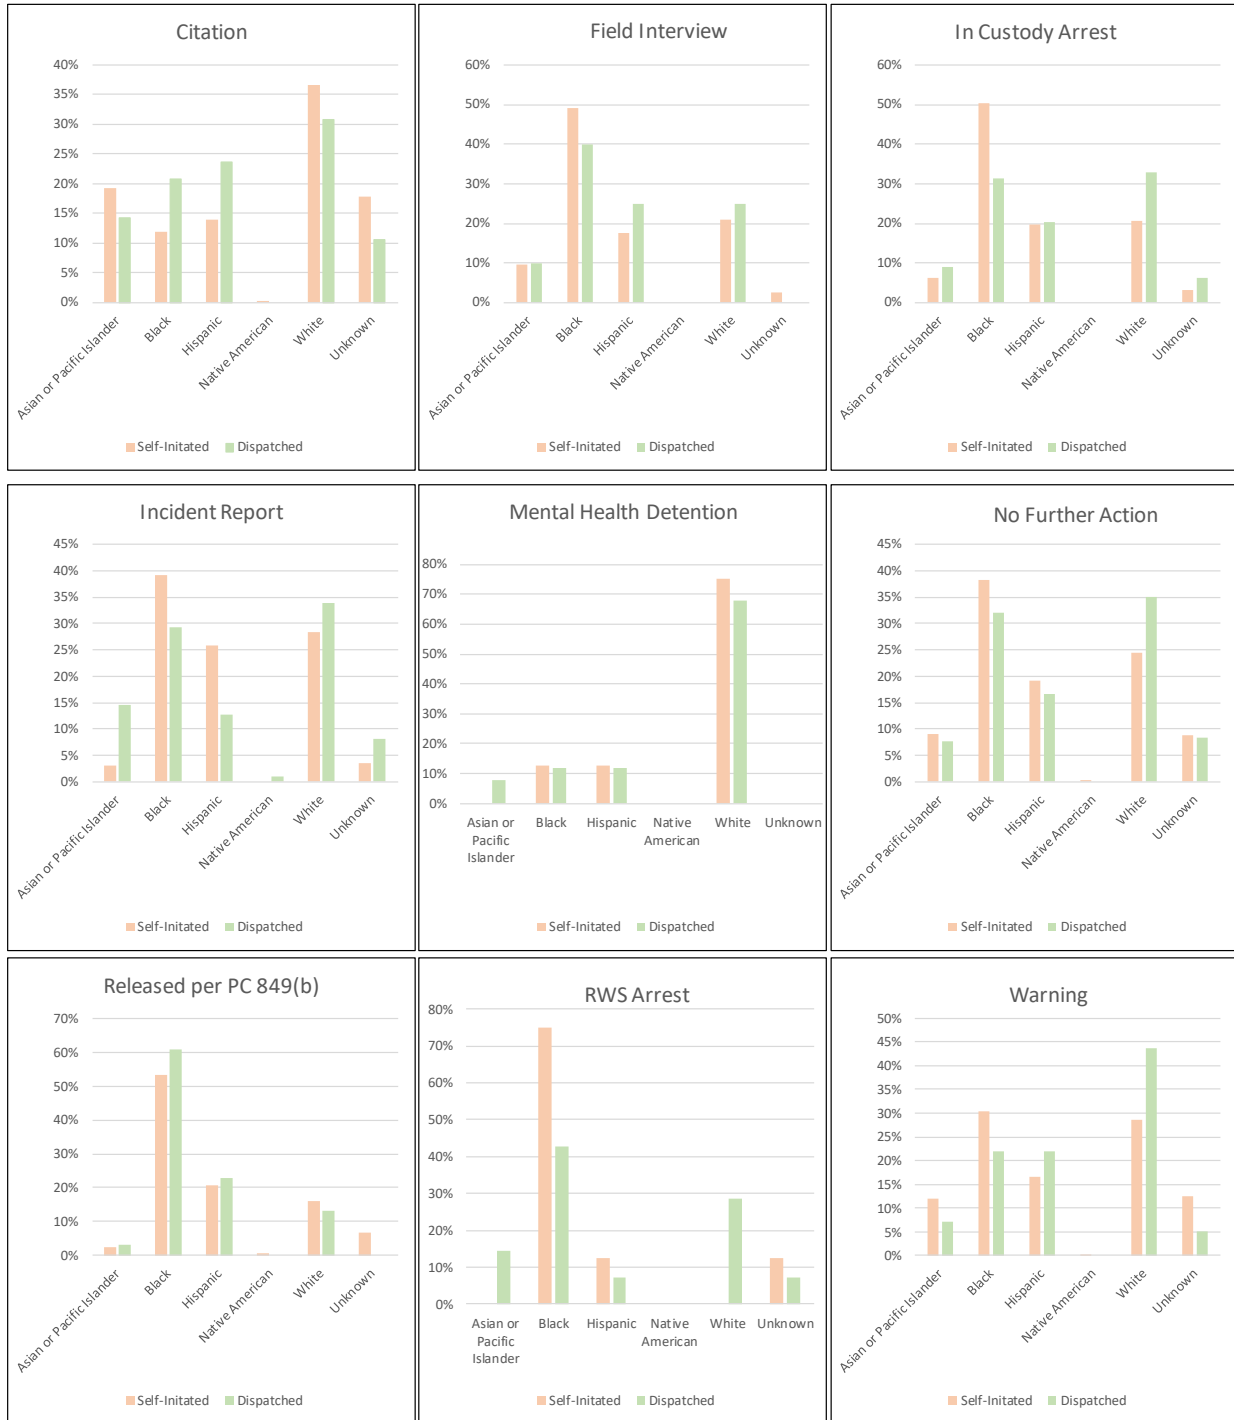 Citation
40%
35%
30%
25%
20%
15%
10%
5%
0%
Asian or Pacific Islander
Black
Hispanic
Native American
White
Unknown
Self-Initated
Dispatched
Field Interview
60%
50%
40%
30%
20%
10%
0%
Asian or Pacific Islander
Black
Hispanic
Native American
White
Unknown
Self-Initated
Dispatched
In Custody Arrest
60%
50%
40%
30%
20%
10%
0%
Asian or Pacific Islander
Black
Hispanic
Native American
White
Unknown
Self-Initated
Dispatched
Incident Report
45%
40%
35%
30%
25%
20%
15%
10%
5%
0%
Asian or Pacific Islander
Black
Hispanic
Native American
White
Unknown
Self-Initated
Dispatched
Mental Health Detention
80%
70%
60%
50%
40%
30%
20%
10%
0%
Asian or
Pacific
Islander
Black
Hispanic
Native
American
White
Unknown
Self-Initated
Dispatched
No Further Action
45%
40%
35%
30%
25%
20%
15%
10%
5%
0%
Asian or Pacific Islander
Black
Hispanic
Native American
White
Unknown
Self-Initated
Dispatched
Released per PC 849(b)
70%
60%
50%
40%
30%
20%
10%
0%
Asian or Pacific Islander
Black
Hispanic
Native American
White
Unknown
Self-Initated
Dispatched
RWS Arrest
80%
70%
60%
50%
40%
30%
20%
10%
0%
Asian or
Pacific
Islander
Black
Hispanic
Native
American
White
Unknown
Self-Initated
Dispatched
Warning
50%
45%
40%
35%
30%
25%
20%
15%
10%
5%
0%
Asian or Pacific Islander
Black
Hispanic
Native American
White
Unknown
Self-Initated
Dispatched